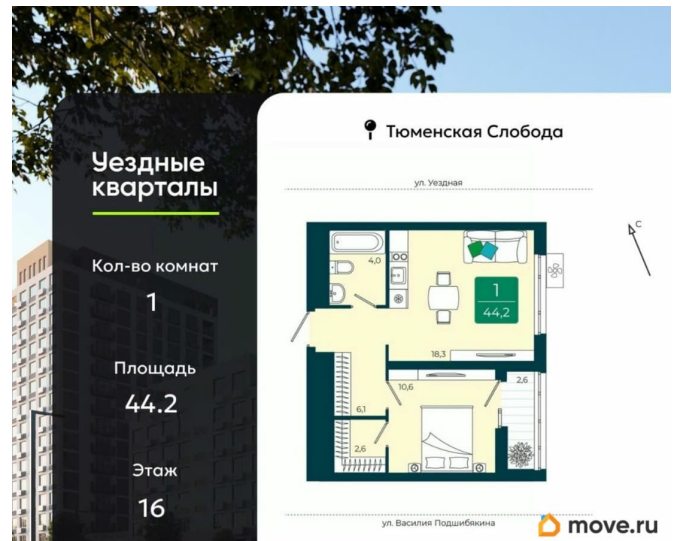 Уездные
кварталы
Кол-во комнат
1
Площадь
44.2
Этаж
16
Тюменская Слобода
ул. Уездная
С
4,0
1
44,2
18,3
10,6
2,6
6,1
2,6
ул. Василия Подшибякина
move.ru